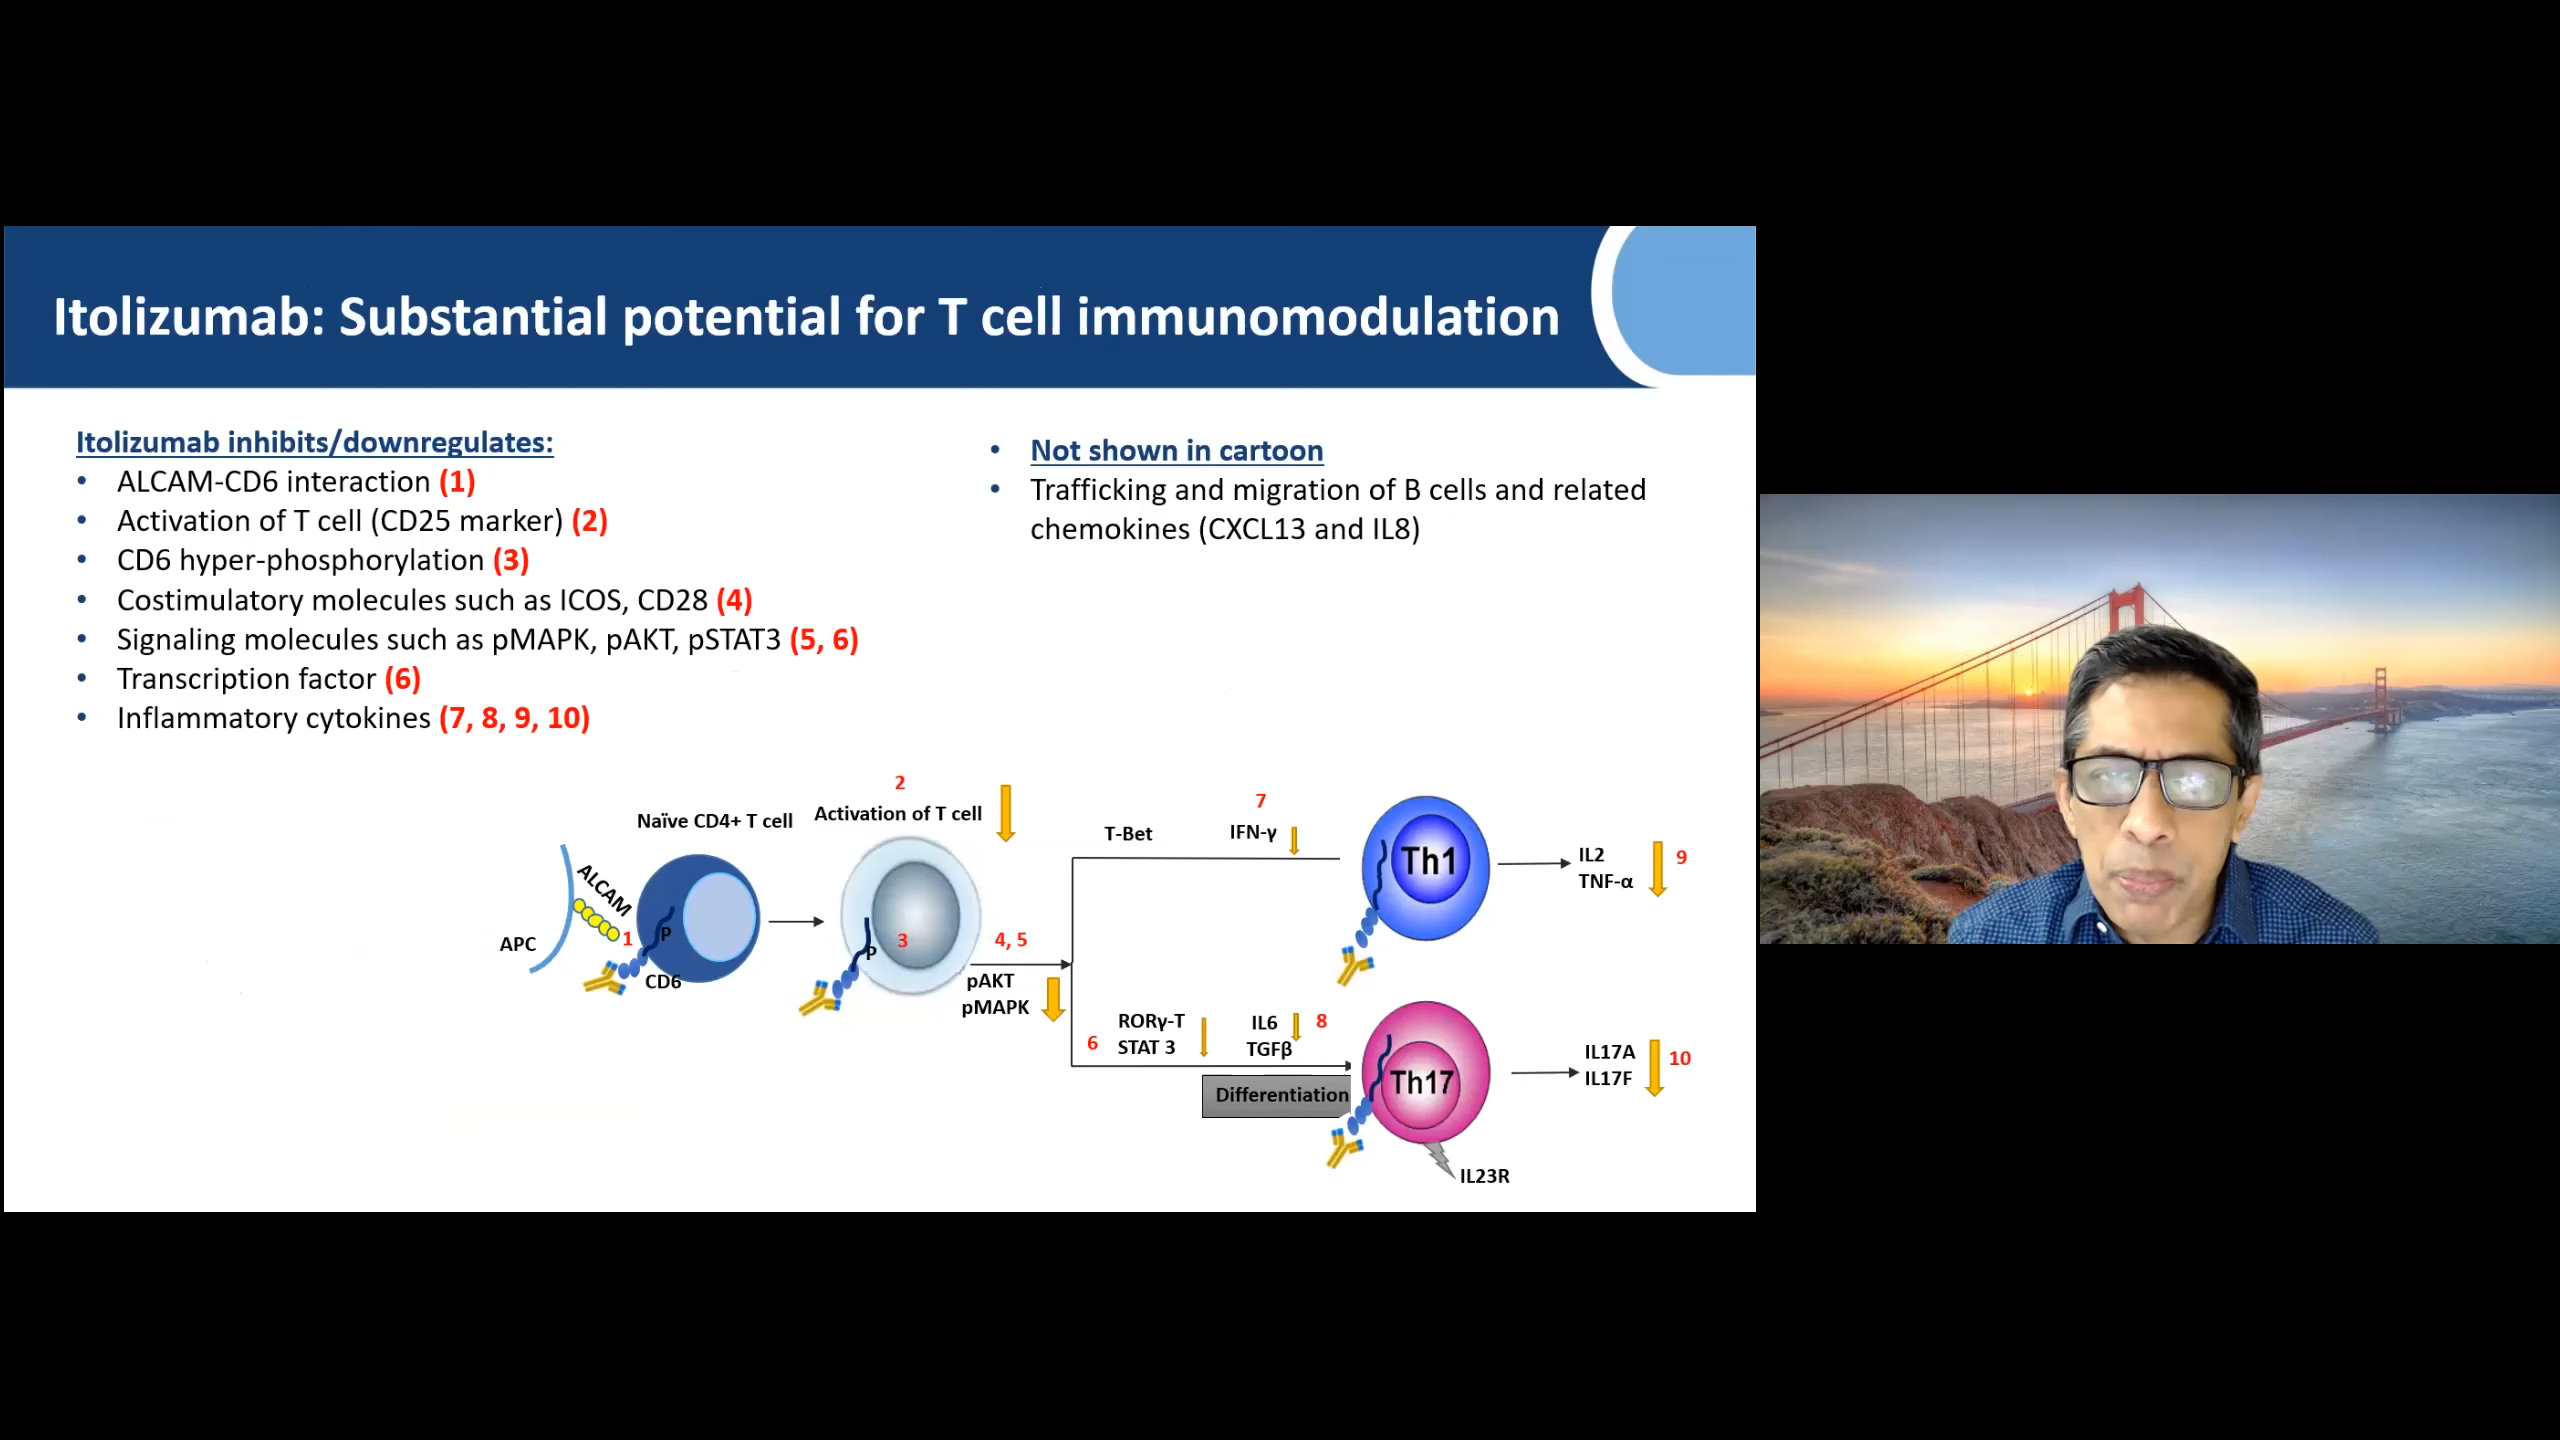 Itolizumab: Substantial potential for T cell immunomodulation
Itolizumab inhibits/downregulates:
• ALCAM-CD6 interaction (1)
• Activation of T cell (CD25 marker) (2)
• CD6 hyper-phosphorylation (3)
• Costimulatory molecules such as ICOS, CD28 (4)
• Signaling molecules such as pMAPK, pAKT, pSTAT3 (5, 6)
• Transcription factor (6)
• Inflammatory cytokines (7, 8, 9, 10)
• Not shown in cartoon
• Trafficking and migration of B cells and related
chemokines (CXCL13 and IL8)
APC
ALCAM
1
Naïve CD4+ T cell
P
CD6
2
Activation of T cell
3
P
4, 5
pAKT
pMAPK
T-Bet
7
IFN-γ
Th1
IL2
TNF-α
9
6
RORγ-T
STAT 3
IL6
TGFβ
8
Differentiation
Th17
IL23R
IL17A
IL17F
10